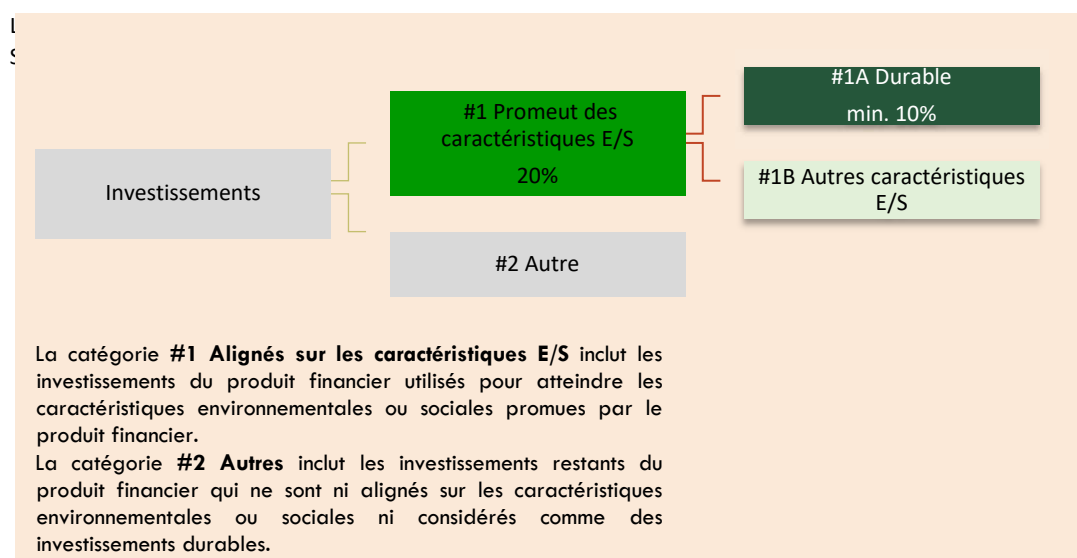 #1A Durable
min. 10%
#1 Promeut des
caractéristiques E/S
20%
Investissements
#1B Autres caractéristiques
E/S
#2 Autre
La catégorie #1 Alignés sur les caractéristiques E/S inclut les
investissements du produit financier utilisés pour atteindre les
caractéristiques environnementales ou sociales promues par le
produit financier.
La catégorie #2 Autres inclut les investissements restants du
produit financier qui ne sont ni alignés sur les caractéristiques
environnementales ou sociales ni considérés comme des
investissements durables.